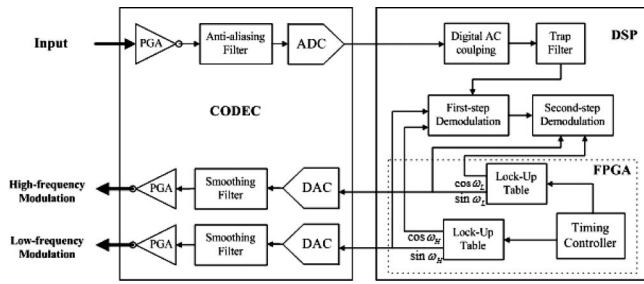 Input
PGA
Anti-aliasing
Filter
ADC
Digital AC
coulping
Trap
Filter
DSP
CODEC
First-step
Demodulation
Second-step
Demodulation
FPGA
High-frequency
Modulation
PGA
Smoothing
Filter
DAC
cos ω_L
sin ω_L
Lock-Up
Table
Low-frequency
Modulation
PGA
Smoothing
Filter
DAC
cos ω_H
sin ω_H
Lock-Up
Table
Timing
Controller